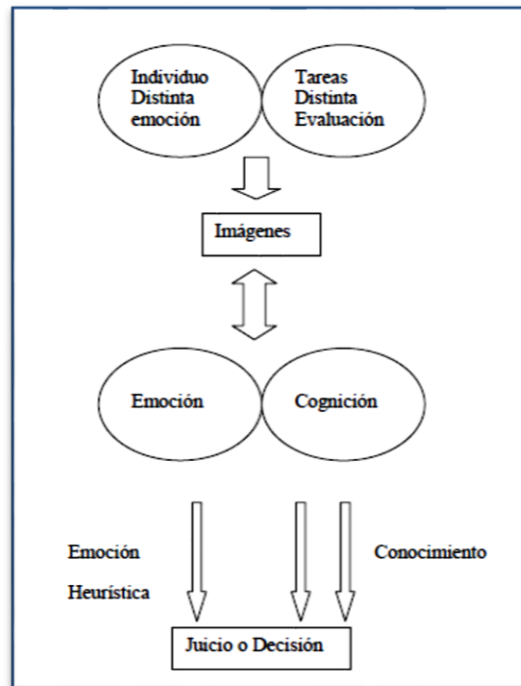 Individuo
Distinta
emoción
Tareas
Distinta
Evaluación
Imágenes
Emoción
Cognición
Emoción
Heurística
Conocimiento
Juicio o Decisión